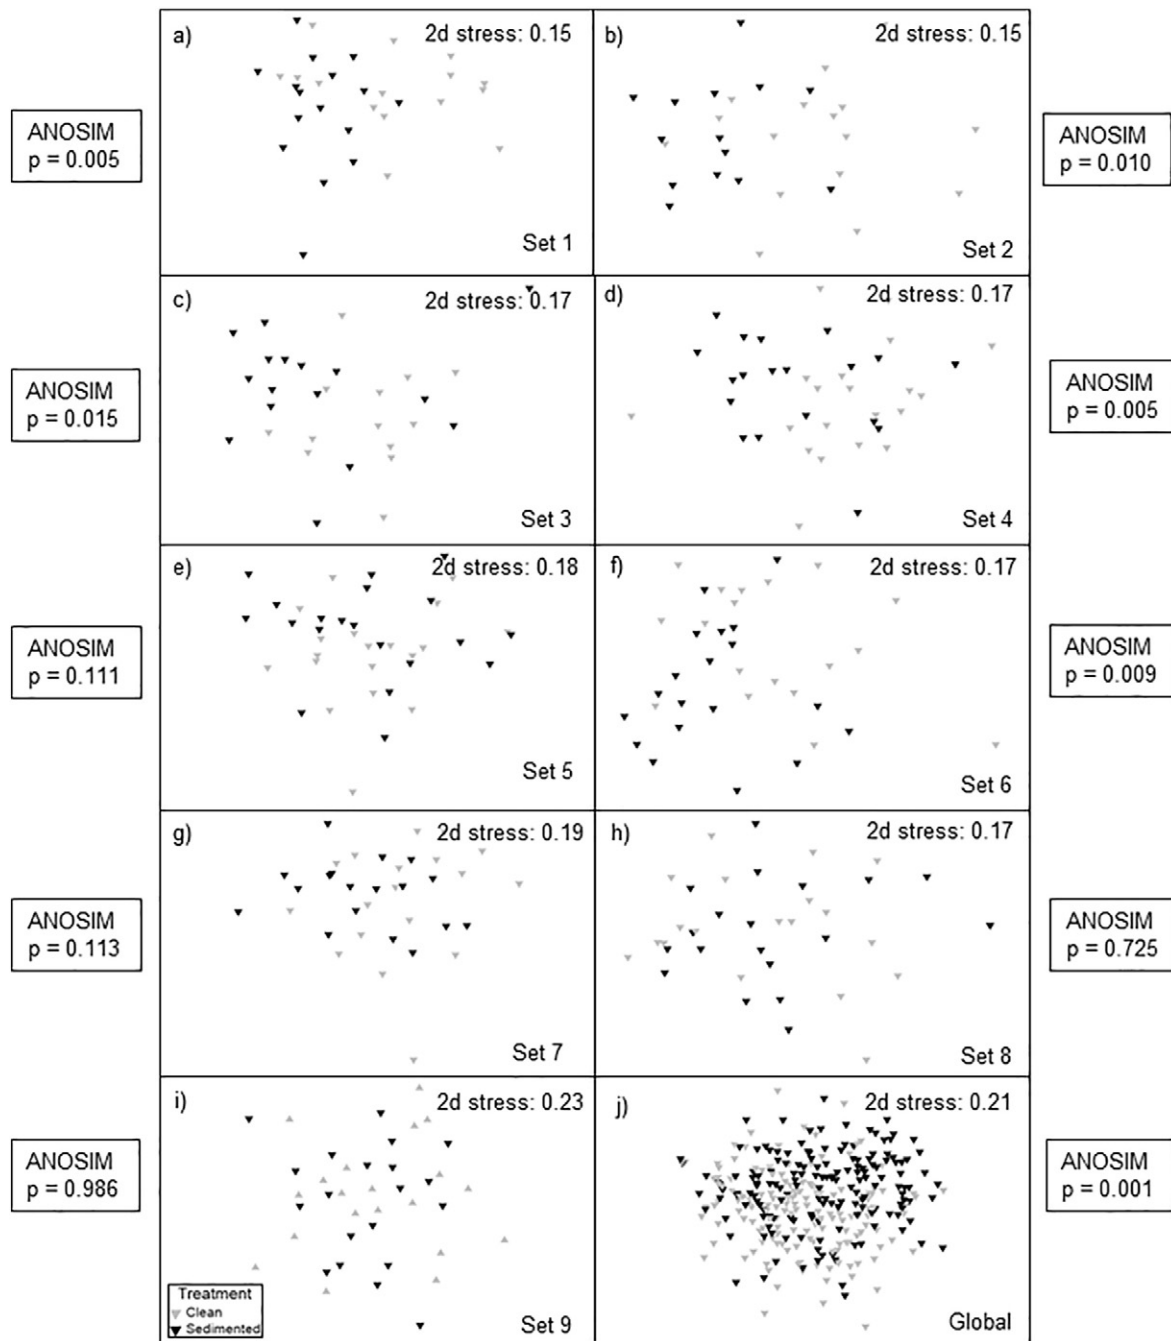 a)
2d stress: 0.15
Set 1
ANOSIM
p = 0.005
b)
2d stress: 0.15
Set 2
ANOSIM
p = 0.010
c)
2d stress: 0.17
Set 3
ANOSIM
p = 0.015
d)
2d stress: 0.17
Set 4
ANOSIM
p = 0.005
e)
2d stress: 0.18
Set 5
ANOSIM
p = 0.111
f)
2d stress: 0.17
Set 6
ANOSIM
p = 0.009
g)
2d stress: 0.19
Set 7
ANOSIM
p = 0.113
h)
2d stress: 0.17
Set 8
ANOSIM
p = 0.725
i)
2d stress: 0.23
Set 9
ANOSIM
p = 0.986
Treatment
Clean
Sedimented
j)
2d stress: 0.21
Global
ANOSIM
p = 0.001